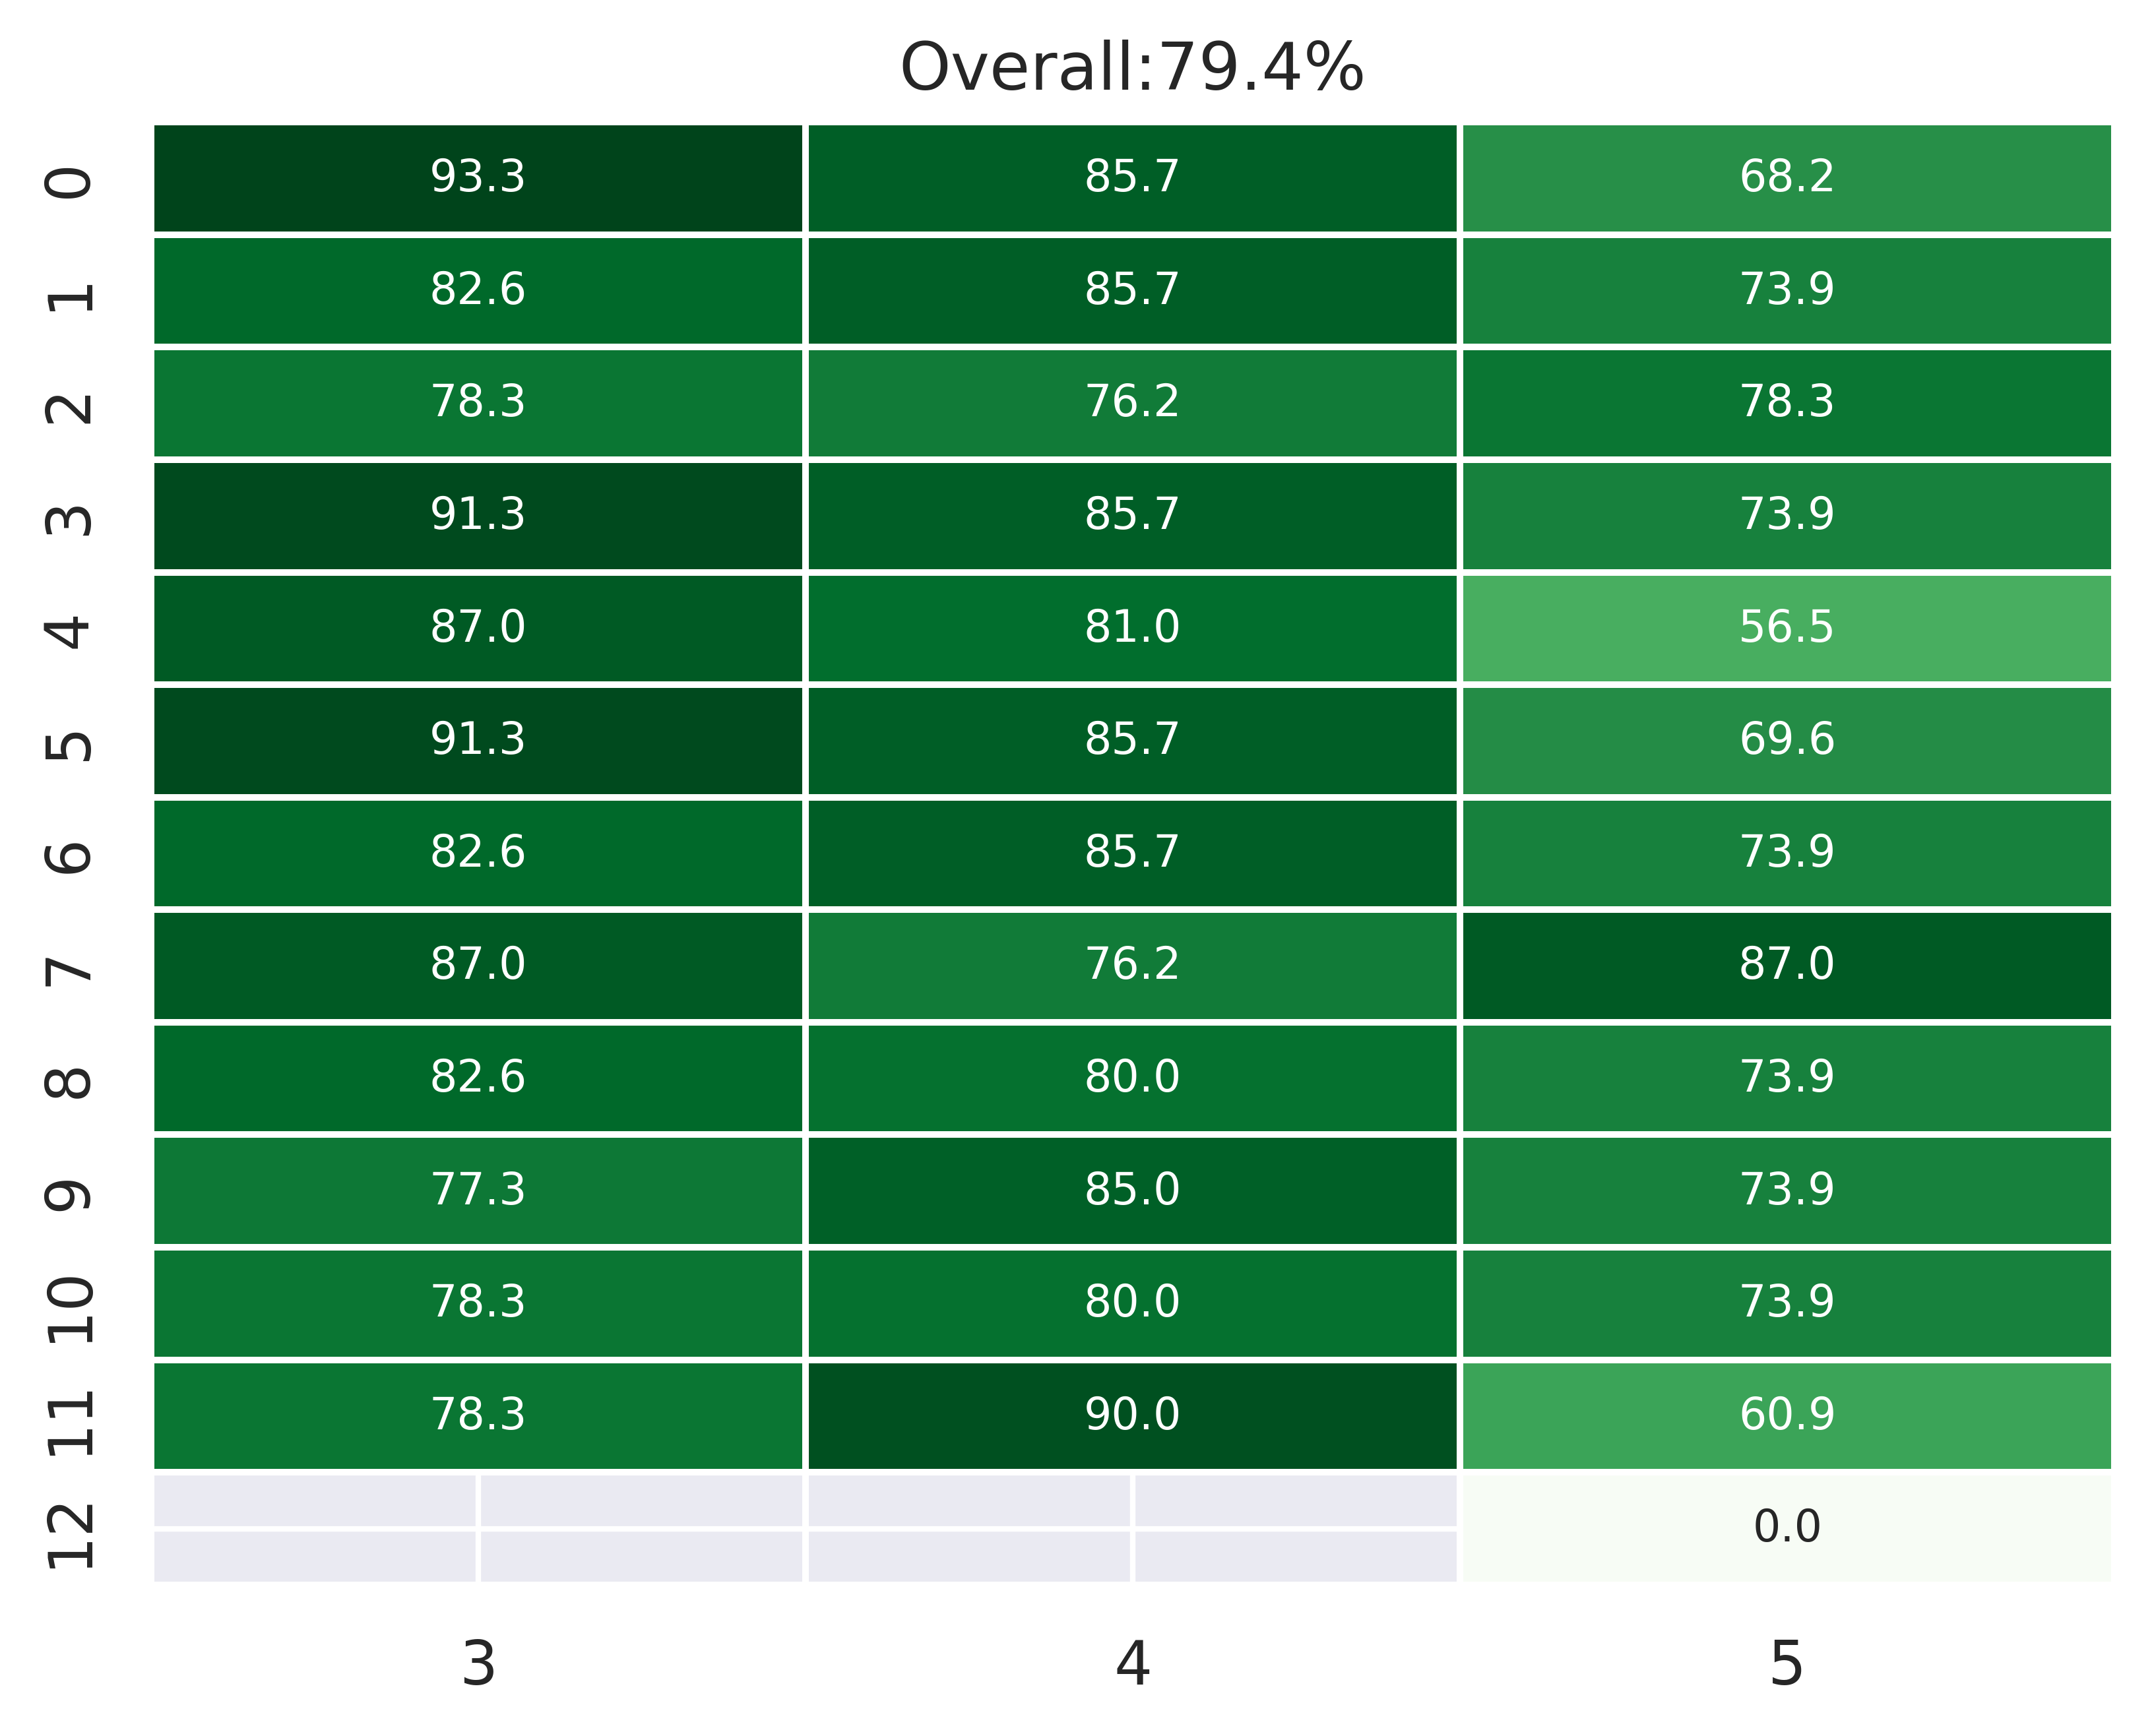 Overall:79.4%
0 93.3 85.7 68.2
1 82.6 85.7 73.9
2 78.3 76.2 78.3
3 91.3 85.7 73.9
4 87.0 81.0 56.5
5 91.3 85.7 69.6
6 82.6 85.7 73.9
7 87.0 76.2 87.0
8 82.6 80.0 73.9
9 77.3 85.0 73.9
10 78.3 80.0 73.9
11 78.3 90.0 60.9
12 0.0
3 4 5